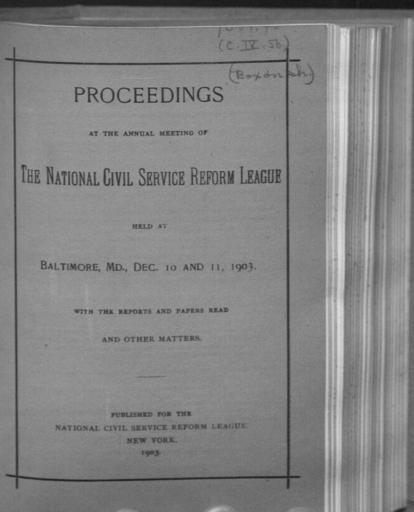 (C. IV. 56)
PROCEEDINGS
AT THE ANNUAL MEETING OF
THE NATIONAL CIVIL SERVICE REFORM LEAGUE
HELD AT
BALTIMORE, MD., DEC. 10 AND 11, 1903.
WITH THE REPORTS AND PAPERS READ
AND OTHER MATTERS.
PUBLISHED FOR THE
NATIONAL CIVIL SERVICE REFORM LEAGUE
NEW YORK.
1903.